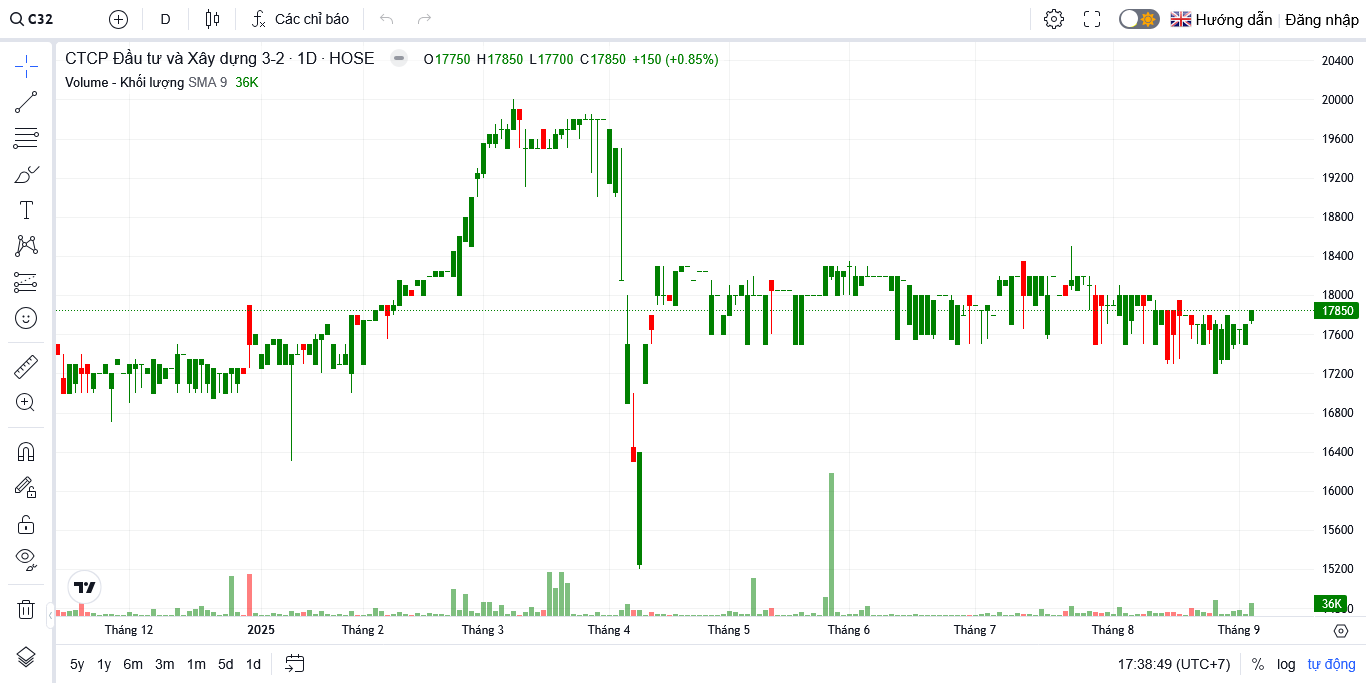 C32 D Các chỉ báo Hướng dẫn Đăng nhập
CTCP Đầu tư và Xây dựng 3-2 · 1D · HOSE O17750 H17850 L17700 C17850 +150 (+0.85%)
Volume - Khối lượng SMA 9 36K
20400
20000
19600
19200
18800
18400
18000
17850
17600
17200
16800
16400
16000
15600
15200
36K
Tháng 12 2025 Tháng 2 Tháng 3 Tháng 4 Tháng 5 Tháng 6 Tháng 7 Tháng 8 Tháng 9
5y 1y 6m 3m 1m 5d 1d 17:38:49 (UTC+7) % log tự động